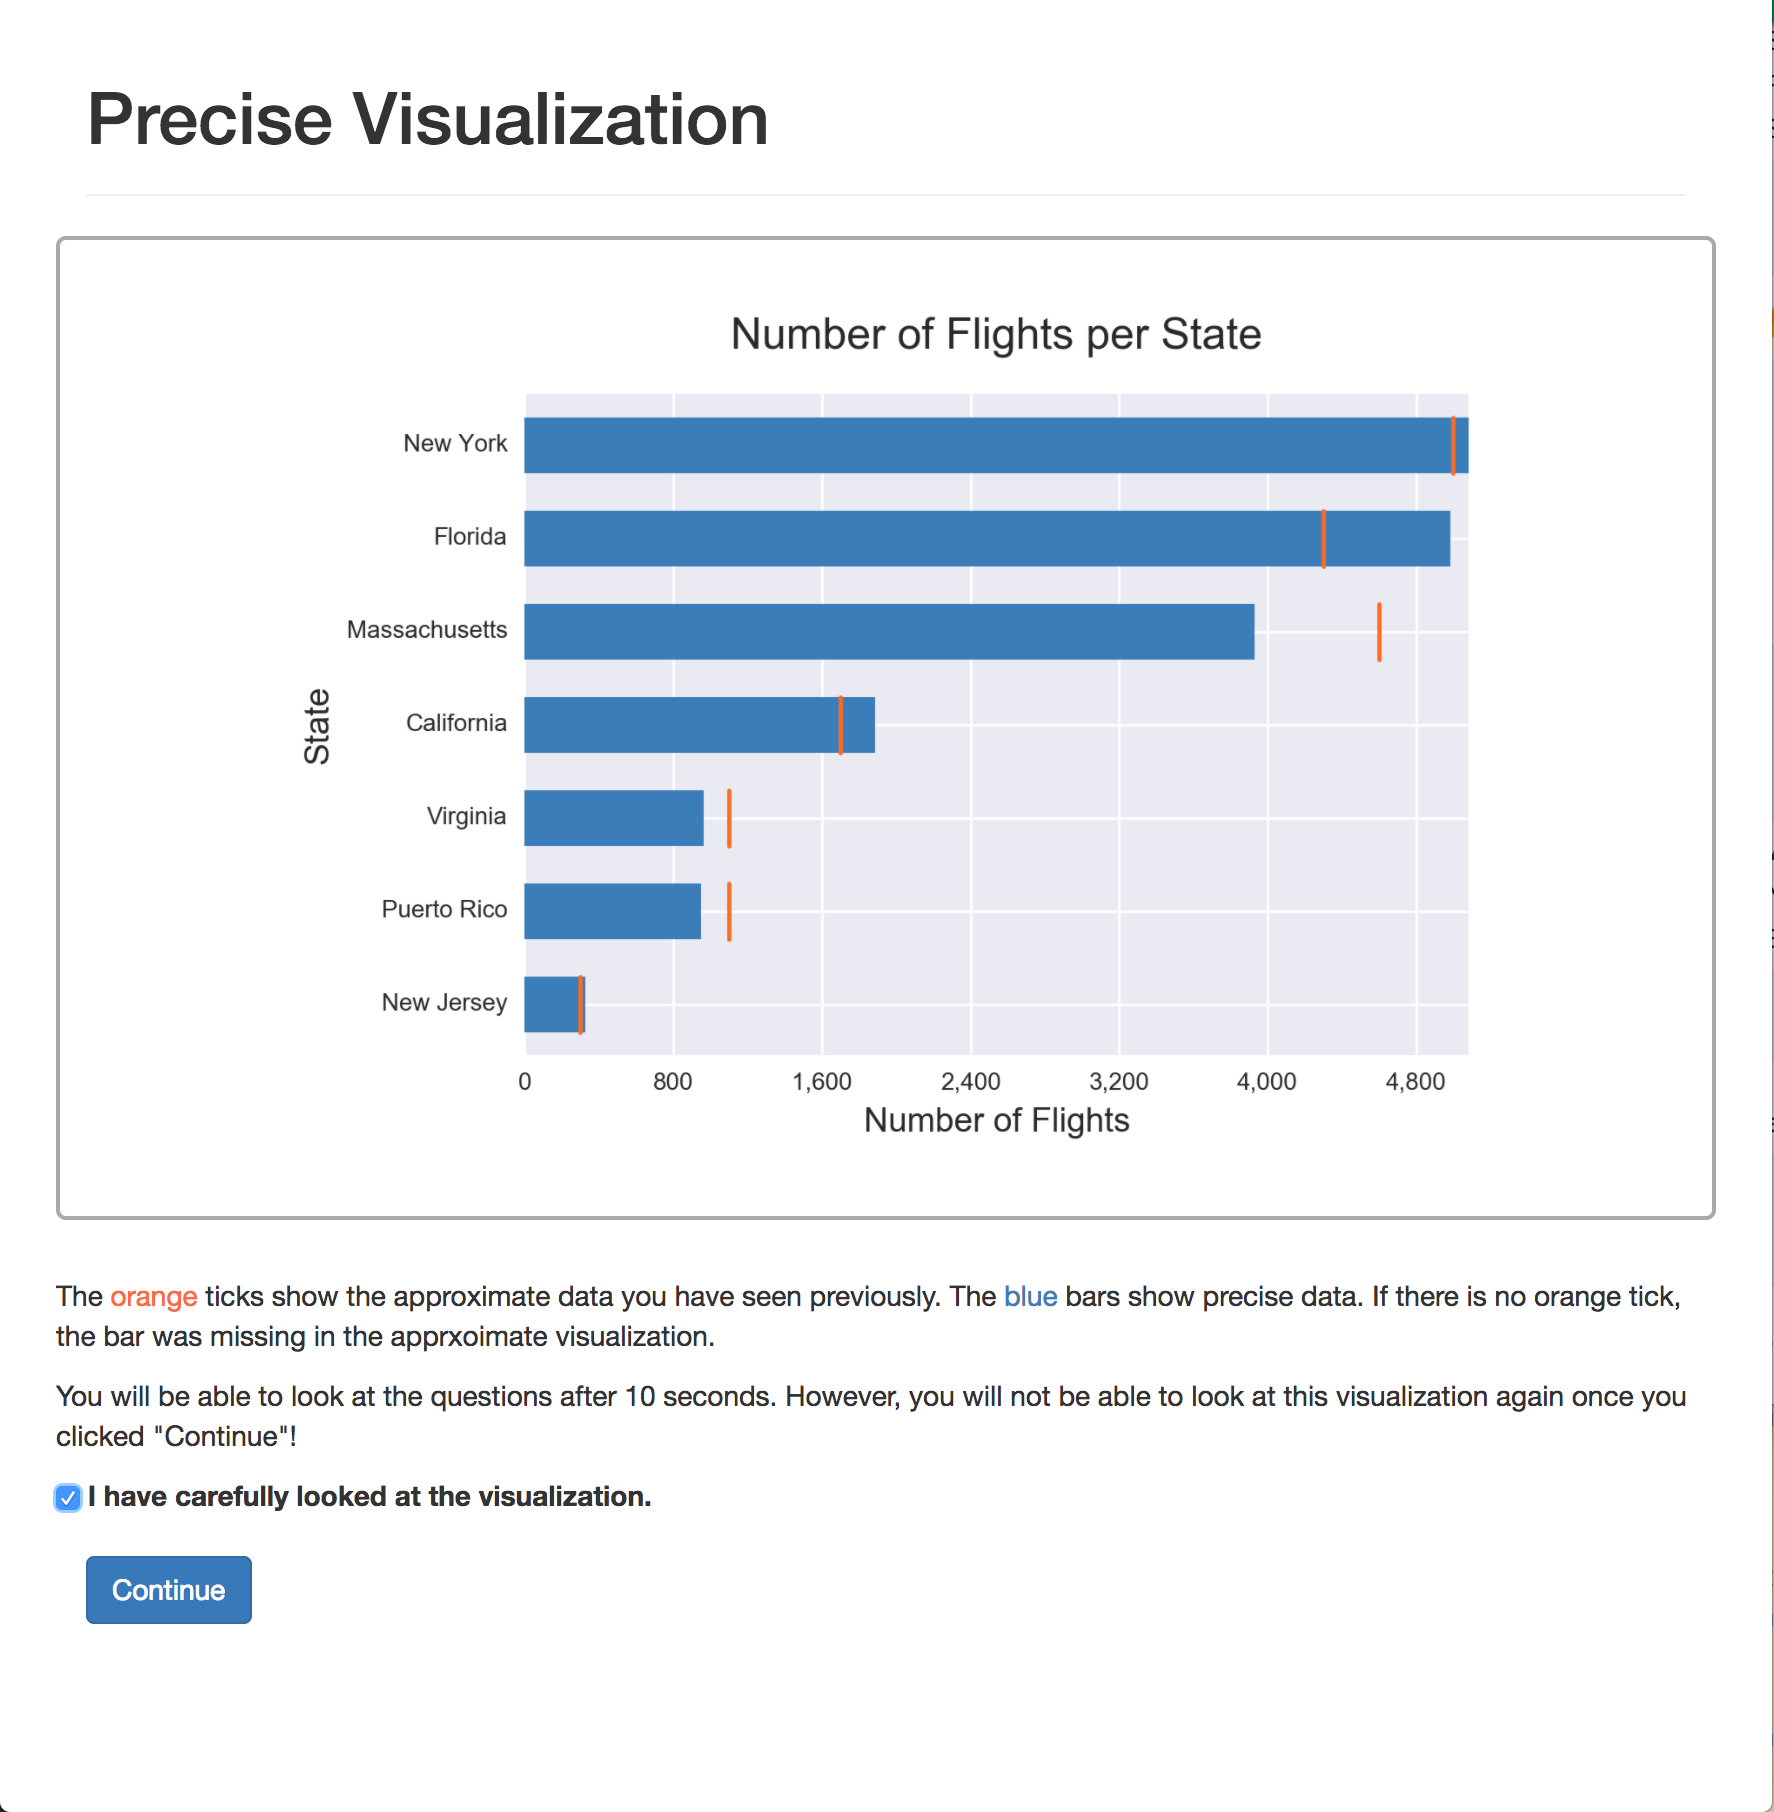 Precise Visualization
Number of Flights per State
New York
Florida
Massachusetts
California
Virginia
Puerto Rico
New Jersey
State
0 800 1,600 2,400 3,200 4,000 4,800
Number of Flights
The orange ticks show the approximate data you have seen previously. The blue bars show precise data. If there is no orange tick,
the bar was missing in the apprxoimate visualization.
You will be able to look at the questions after 10 seconds. However, you will not be able to look at this visualization again once you
clicked "Continue"!
I have carefully looked at the visualization.
Continue